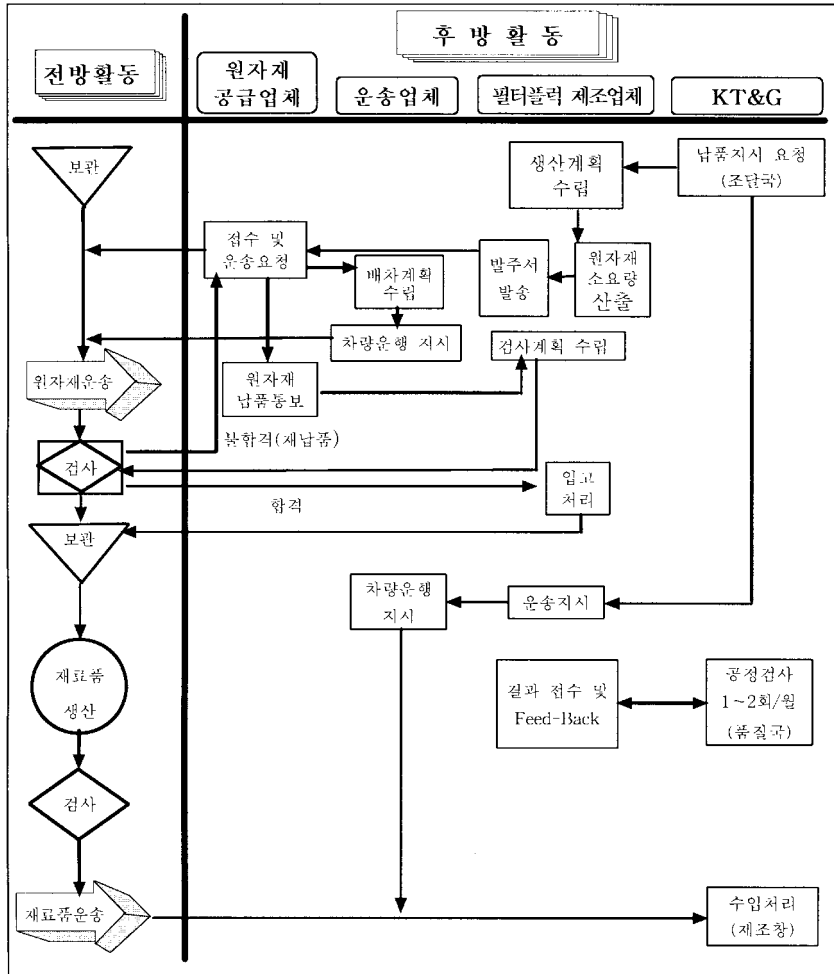 후 방 활 동
전방활동
원자재
공급업체
운송업체
필터플럭 제조업체
KT&G
보관
생산계획
수립
납품지시 요청
(조단국)
접수 및
운송요청
배차계획
수립
발주서
발송
원자재
소요량
산출
차량운행 지시
검사계획 수립
원자재운송
원자재
납품통보
불합격(재납품)
검사
입고
처리
합격
보관
차량운행
지시
운송지시
재료품
생산
결과 접수 및
Feed-Back
공정검사
1~2회/월
(품질국)
검사
재료품운송
수입처리
(제조창)